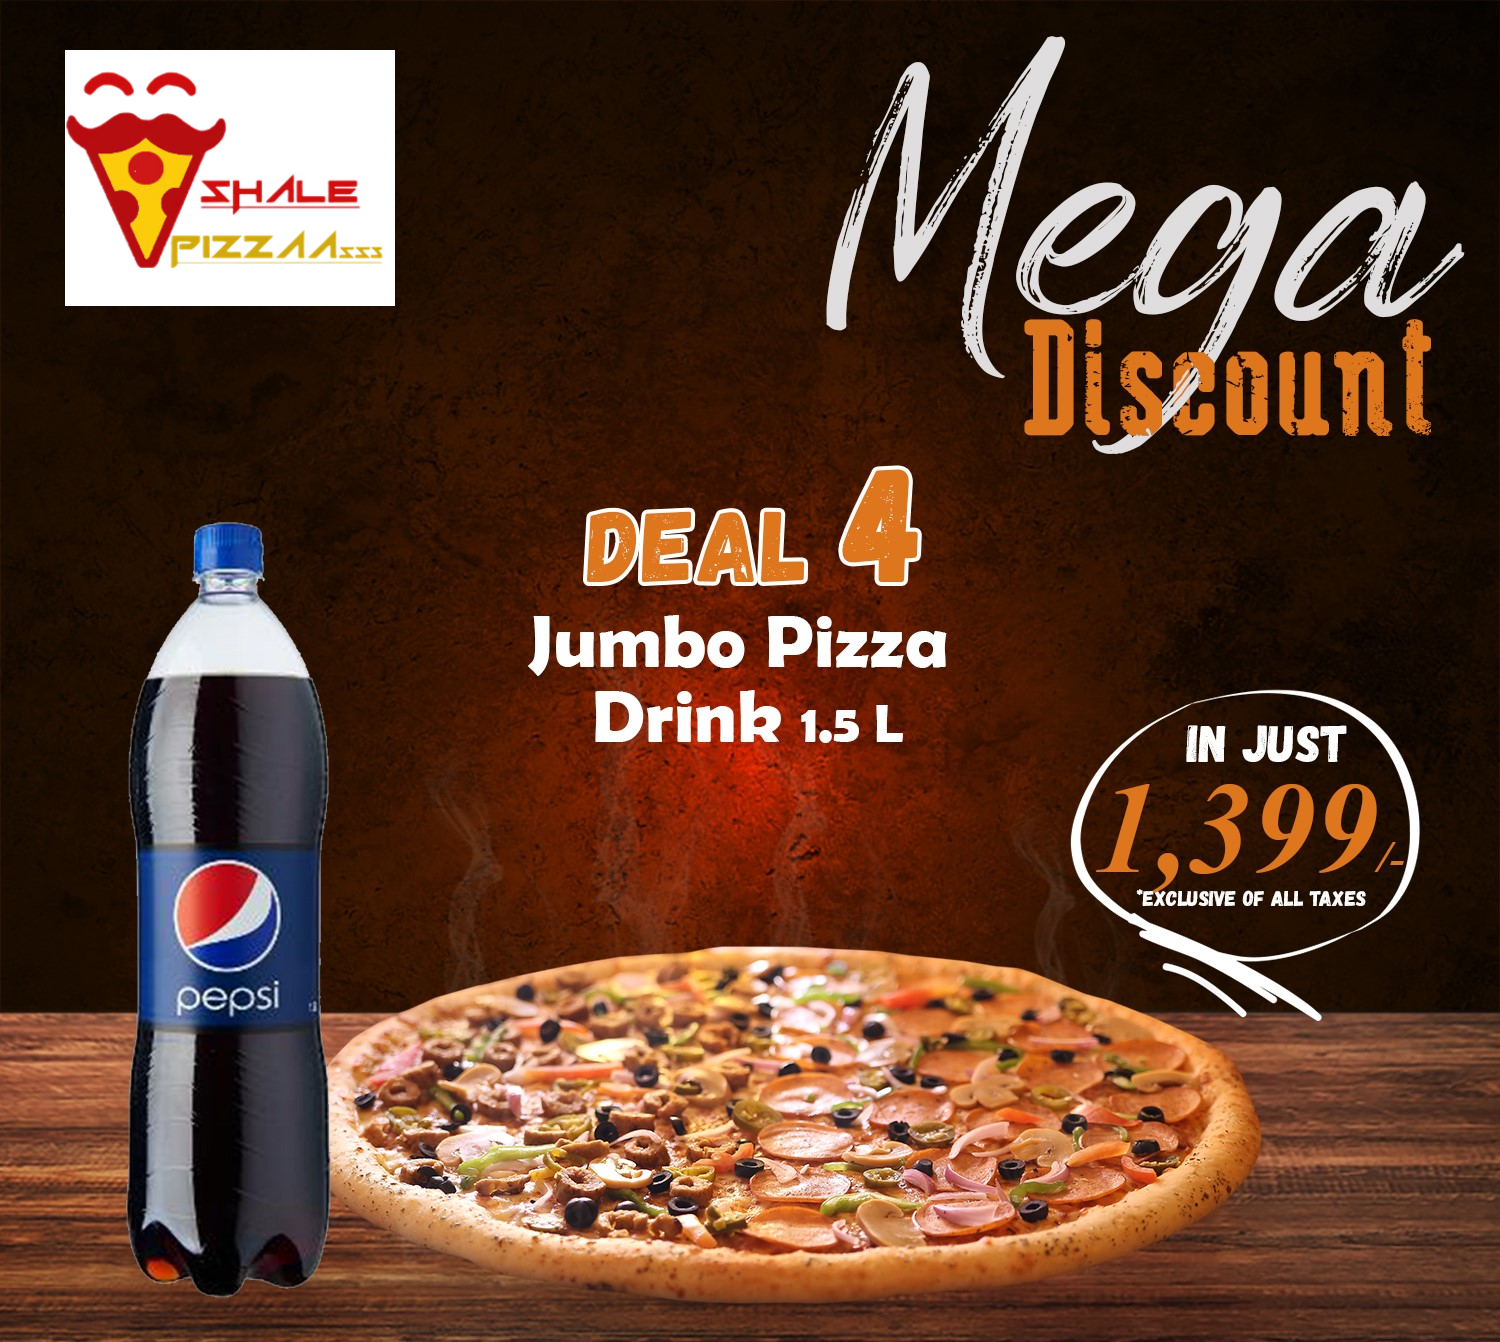 SHALE
PIZZAAsss
Mega
Discount
DEAL 4
Jumbo Pizza
Drink 1.5 L
IN JUST
1,399/-
*EXCLUSIVE OF ALL TAXES
pepsi